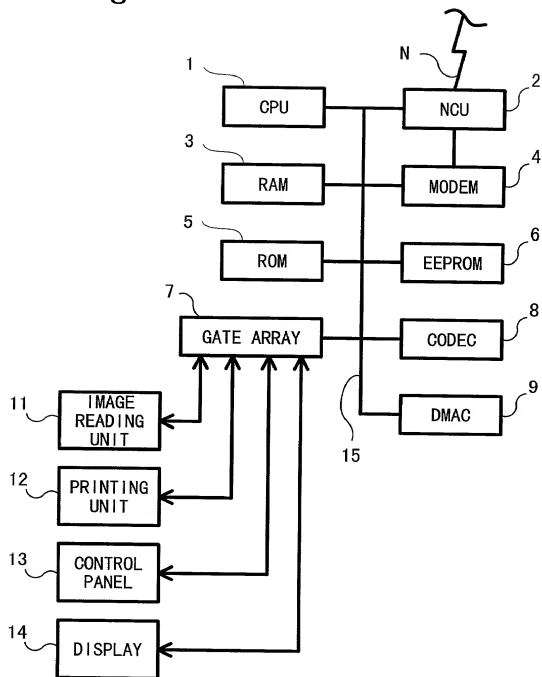 N
1
CPU
2
NCU
3
RAM
4
MODEM
5
ROM
6
EEPROM
7
GATE ARRAY
8
CODEC
9
DMAC
15
11
IMAGE
READING
UNIT
12
PRINTING
UNIT
13
CONTROL
PANEL
14
DISPLAY